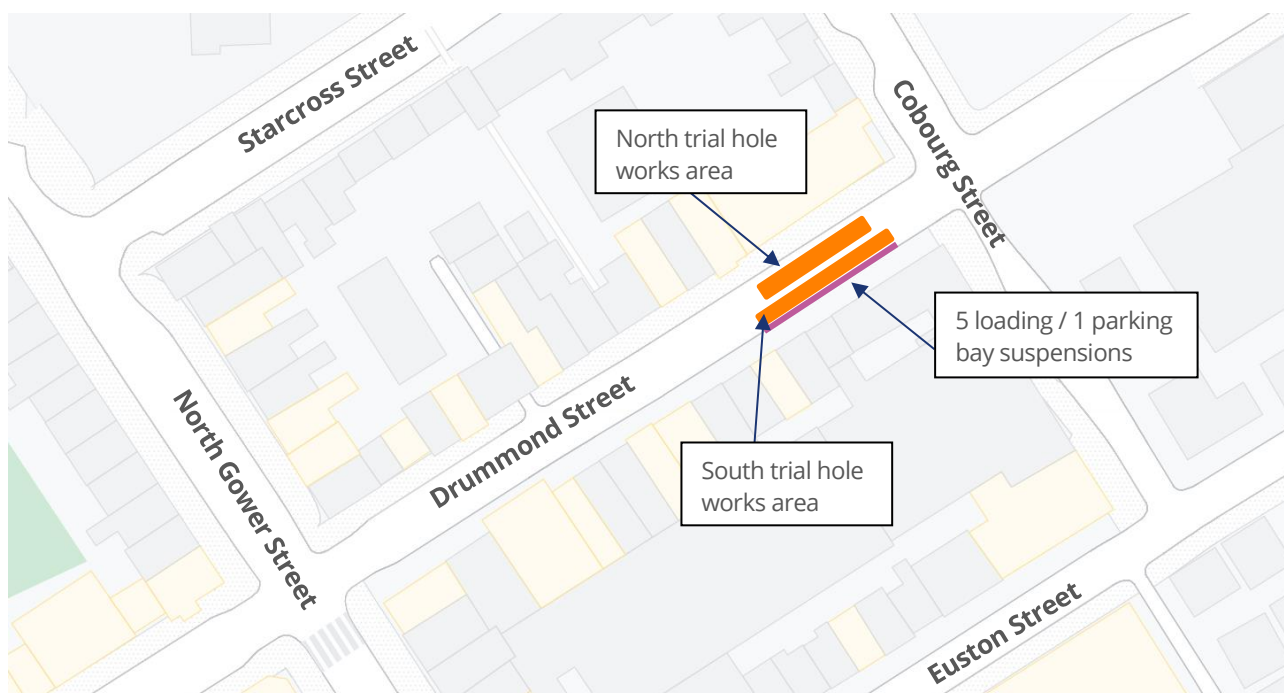 Starcross Street
Cobourg Street
North trial hole
works area
5 loading / 1 parking
bay suspensions
North Gower Street
Drummond Street
South trial hole
works area
Euston Street